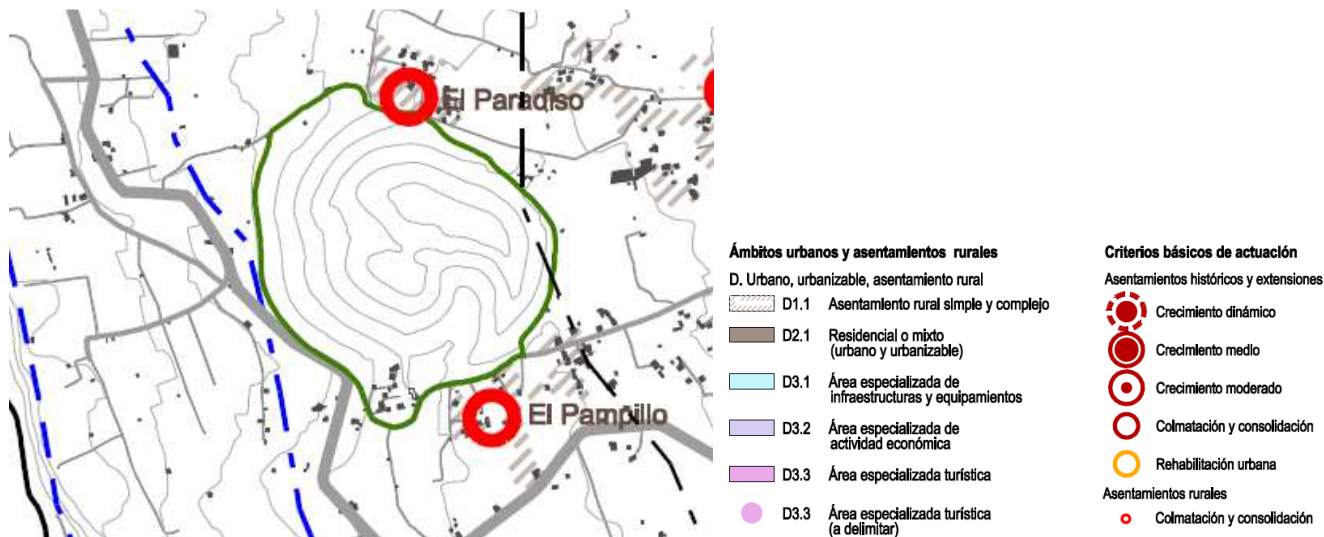 El Paradiso
El Pampillo
Ámbitos urbanos y asentamientos rurales
D. Urbano, urbanizable, asentamiento rural
D1.1 Asentamiento rural simple y complejo
D2.1 Residencial o mixto
(urbano y urbanizable)
D3.1 Área especializada de
infraestructuras y equipamientos
D3.2 Área especializada de
actividad económica
D3.3 Área especializada turística
D3.3 Área especializada turística
(a delimitar)
Criterios básicos de actuación
Asentamientos históricos y extensiones
Crecimiento dinámico
Crecimiento medio
Crecimiento moderado
Colmatación y consolidación
Rehabilitación urbana
Asentamientos rurales
Colmatación y consolidación